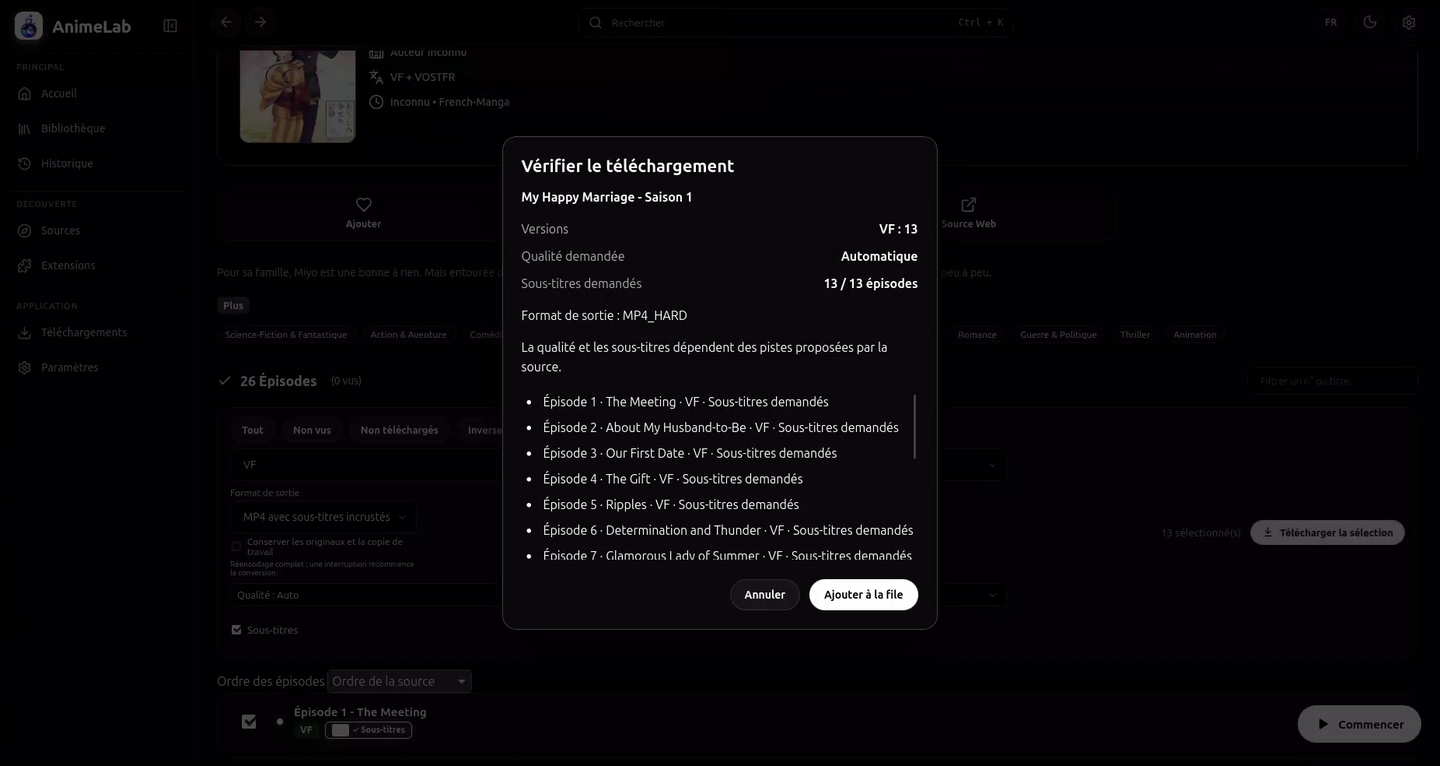 AnimeLab
Rechercher
Ctrl + K
FR
PRINCIPAL
Accueil
Bibliothèque
Historique
DÉCOUVERTE
Sources
Extensions
APPLICATION
Téléchargements
Paramètres
Auteur inconnu
VF + VOSTFR
Inconnu • French-Manga
Ajouter
Source Web
Pour sa famille, Miyo est une bonne à rien. Mais entourée
peu à peu.
Plus
Science-Fiction & Fantastique
Action & Aventure
Romance
Guerre & Politique
Thriller
Animation
26 Épisodes
(0 vus)
Filtrer un n° ou titre.
Tout
Non vus
Non téléchargés
VF
Format de sortie
MP4 avec sous-titres incrustés
Conserver les originaux et la copie de
travail
Réencodage complet ; une interruption recommence
la conversion.
Qualité : Auto
Sous-titres
13 sélectionné(s)
Télécharger la sélection
Ordre des épisodes
Ordre de la source
Épisode 1 - The Meeting
VF
✓ Sous-titres
Commencer
Vérifier le téléchargement
My Happy Marriage - Saison 1
Versions
VF : 13
Qualité demandée
Automatique
Sous-titres demandés
13 / 13 épisodes
Format de sortie : MP4_HARD
La qualité et les sous-titres dépendent des pistes proposées par la
source.
• Épisode 1 · The Meeting · VF · Sous-titres demandés
• Épisode 2 · About My Husband-to-Be · VF · Sous-titres demandés
• Épisode 3 · Our First Date · VF · Sous-titres demandés
• Épisode 4 · The Gift · VF · Sous-titres demandés
• Épisode 5 · Ripples · VF · Sous-titres demandés
• Épisode 6 · Determination and Thunder · VF · Sous-titres demandés
• Épisode 7 · Glamorous Lady of Summer · VF · Sous-titres demandés
Annuler
Ajouter à la file